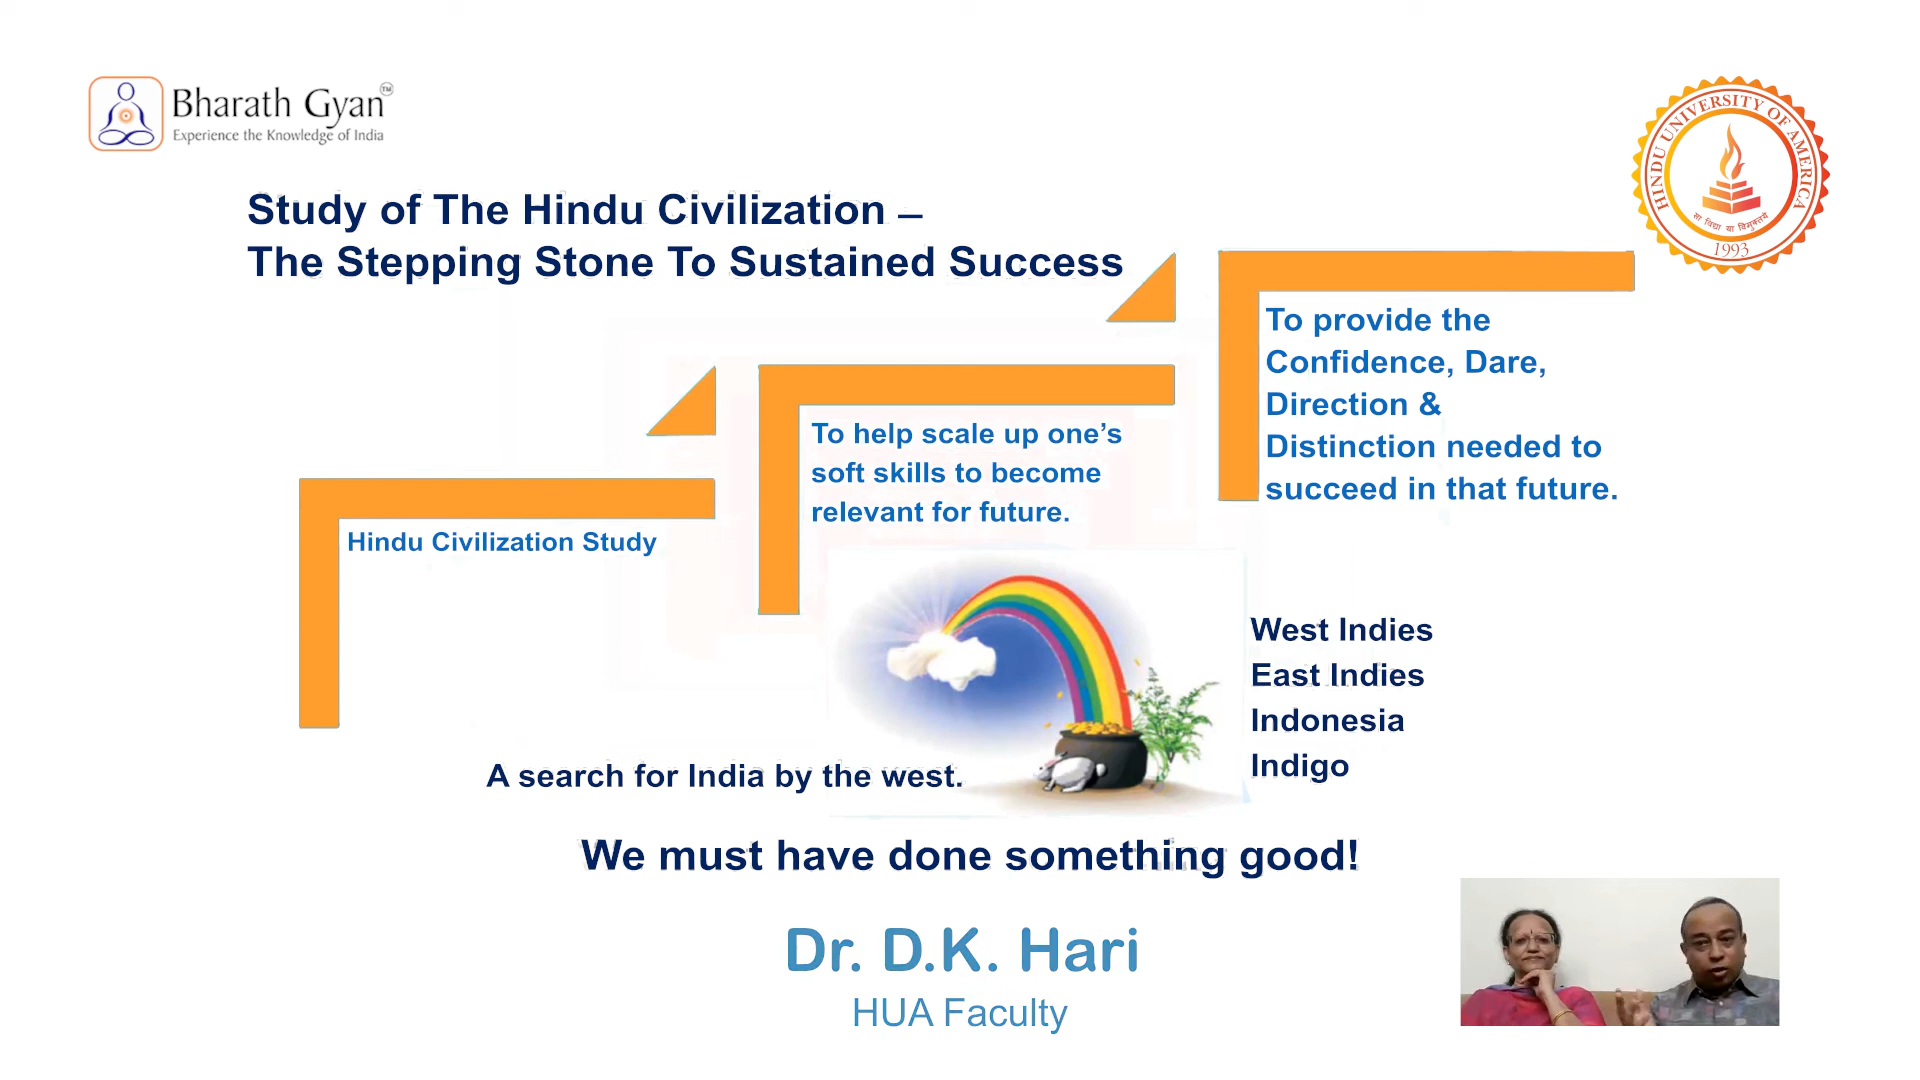 Bharath Gyan™
Experience the Knowledge of India
HINDU UNIVERSITY OF AMERICA
सा विद्या या विमुक्तये
1993
Study of The Hindu Civilization –
The Stepping Stone To Sustained Success
To provide the
Confidence, Dare,
Direction &
Distinction needed to
succeed in that future.
To help scale up one’s
soft skills to become
relevant for future.
Hindu Civilization Study
West Indies
East Indies
Indonesia
Indigo
A search for India by the west.
We must have done something good!
Dr. D.K. Hari
HUA Faculty